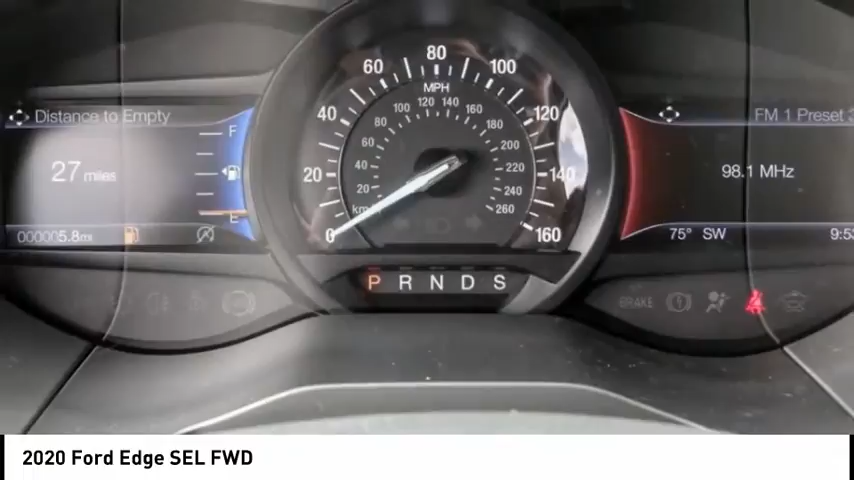 Distance to Empty
27 miles
F
E
000005.8mi
0
20
40
60
80
100
120
140
160
MPH
km/h
20
40
60
80
100
120
140
160
180
200
220
240
260
P R N D S
FM 1 Preset 3
98.1 MHz
75° SW
9:53
BRAKE
2020 Ford Edge SEL FWD